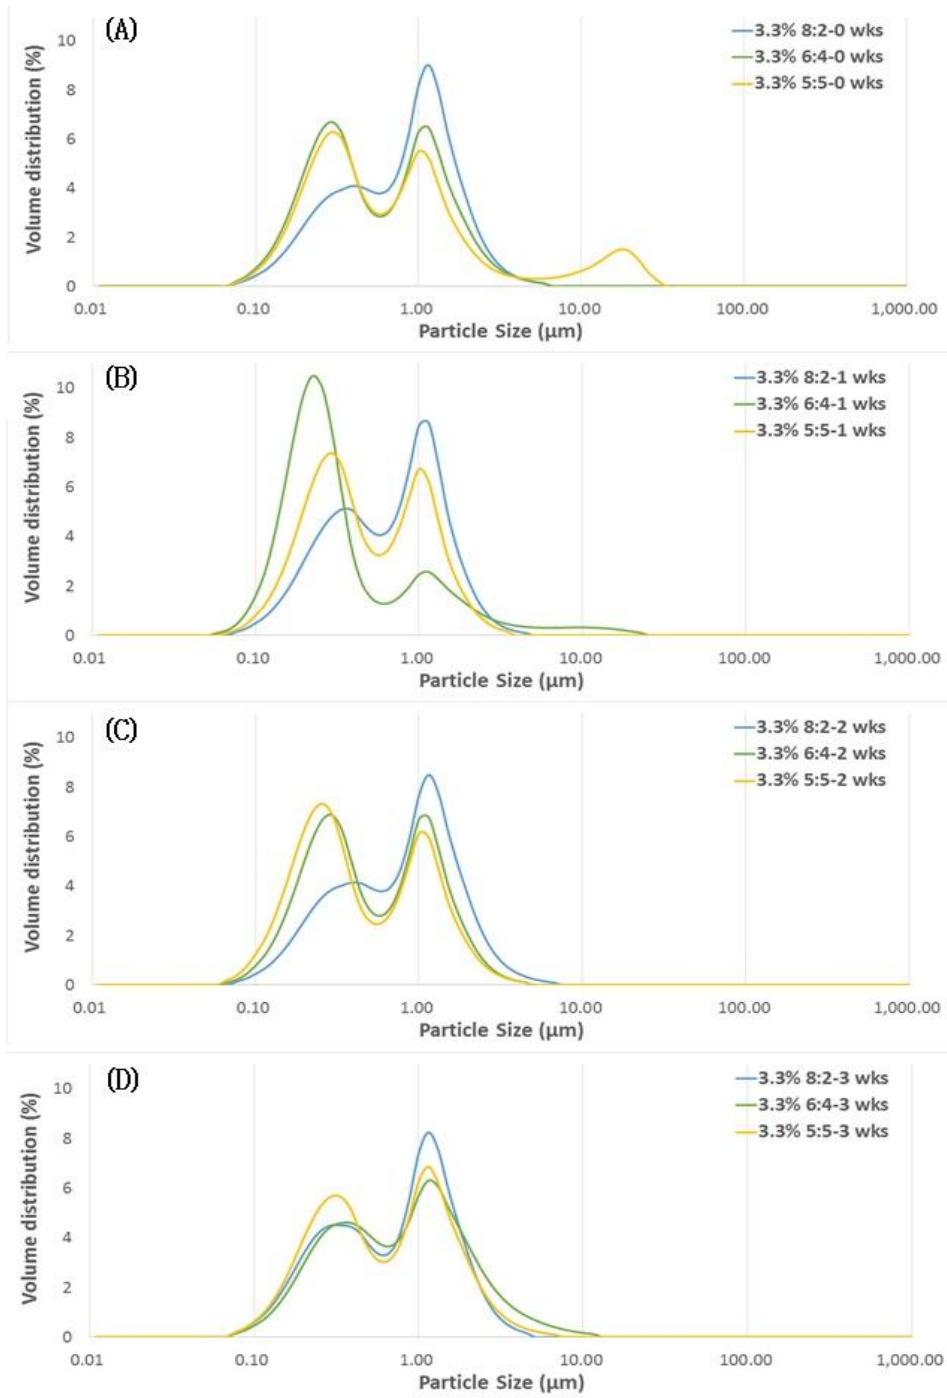 (A)
3.3% 8:2-0 wks
3.3% 6:4-0 wks
3.3% 5:5-0 wks
Volume distribution (%)
10
8
6
4
2
0
0.01 0.10 1.00 10.00 100.00 1,000.00
Particle Size (μm)
(B)
3.3% 8:2-1 wks
3.3% 6:4-1 wks
3.3% 5:5-1 wks
Volume distribution (%)
10
8
6
4
2
0
0.01 0.10 1.00 10.00 100.00 1,000.00
Particle Size (μm)
(C)
3.3% 8:2-2 wks
3.3% 6:4-2 wks
3.3% 5:5-2 wks
Volume distribution (%)
10
8
6
4
2
0
0.01 0.10 1.00 10.00 100.00 1,000.00
Particle Size (μm)
(D)
3.3% 8:2-3 wks
3.3% 6:4-3 wks
3.3% 5:5-3 wks
Volume distribution (%)
10
8
6
4
2
0
0.01 0.10 1.00 10.00 100.00 1,000.00
Particle Size (μm)